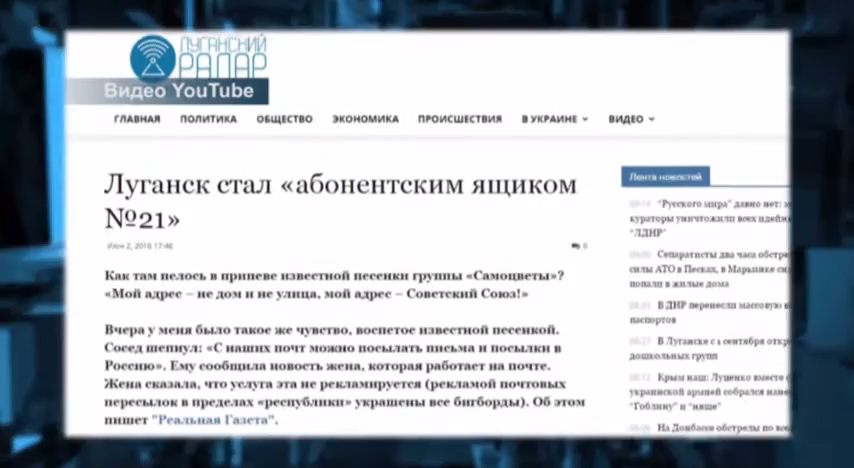 ЛУГАНСКИЙ
РАДАР
Видео YouTube
ГЛАВНАЯ ПОЛИТИКА ОБЩЕСТВО ЭКОНОМИКА ПРОИСШЕСТВИЯ В УКРАИНЕ ВИДЕО
Луганск стал «абонентским ящиком
№21»
Июн 2, 2016 17:46
0
Как там пелось в припеве известной песенки группы «Самоцветы»?
«Мой адрес – не дом и не улица, мой адрес – Советский Союз!»
Вчера у меня было такое же чувство, воспетое известной песенкой.
Сосед шепнул: «С наших почт можно посылать письма и посылки в
Россию». Ему сообщила новость жена, которая работает на почте.
Жена сказала, что услуга эта не рекламируется (рекламой почтовых
пересылок в пределах «республики» украшены все бигборды). Об этом
пишет "Реальная Газета".
Лента новостей
"Русского мира" давно нет:
кураторы уничтожили всех идей
"ЛДНР"
Сепаратисты два часа обстре
силы АТО в Песках, в Марьинке
попали в жилые дома
В ДНР перенесли массовую
паспортов
В Луганске с 1 сентября откр
дошкольных групп
Крым наш: Луценко вместе с
украинской армией собрался нане
"Гоблину" и "няше"
На Донбассе обстрелы по все